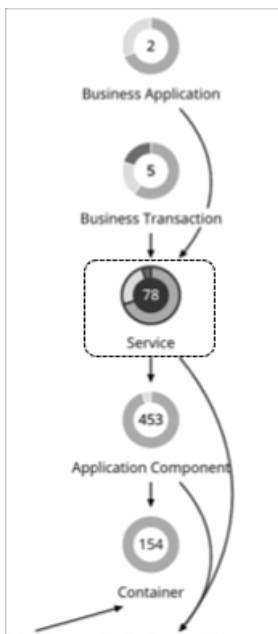 2
Business Application
5
Business Transaction
78
Service
453
Application Component
154
Container